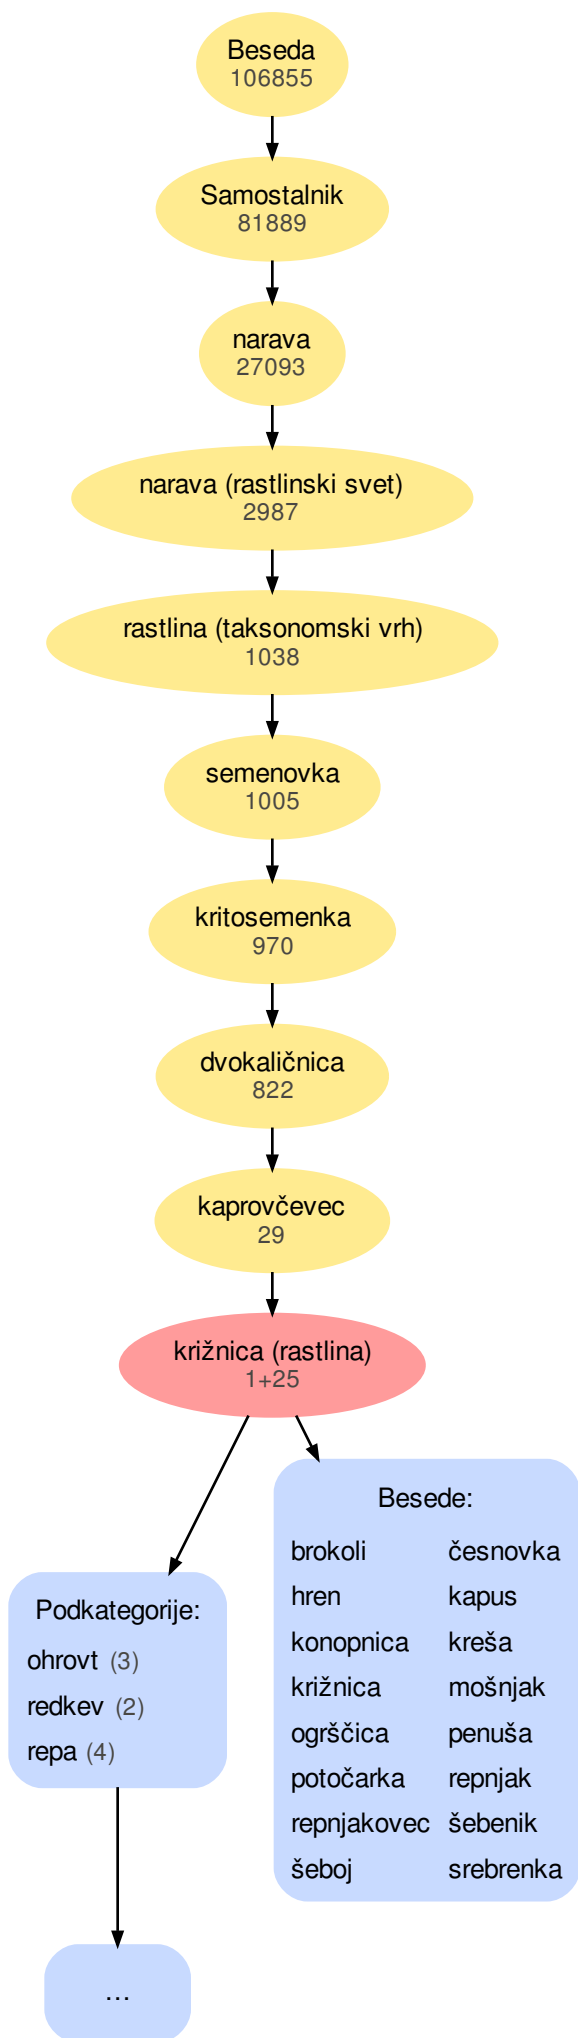 Beseda
106855
Samostalnik
81889
narava
27093
narava (rastlinski svet)
2987
rastlina (taksonomski vrh)
1038
semenovka
1005
kritosemenka
970
dvokaličnica
822
kaprovčevec
29
križnica (rastlina)
1+25
Podkategorije:
ohrovt (3)
redkev (2)
repa (4)
...
Besede:
brokoli česnovka
hren kapus
konopnica kreša
križnica mošnjak
ogrščica penuša
potočarka repnjak
repnjakovec šebenik
šeboj srebrenka